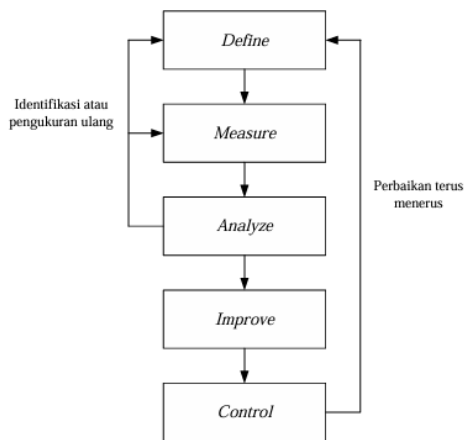 Define
Identifikasi atau
pengukuran ulang
Measure
Perbaikan terus
menerus
Analyze
Improve
Control